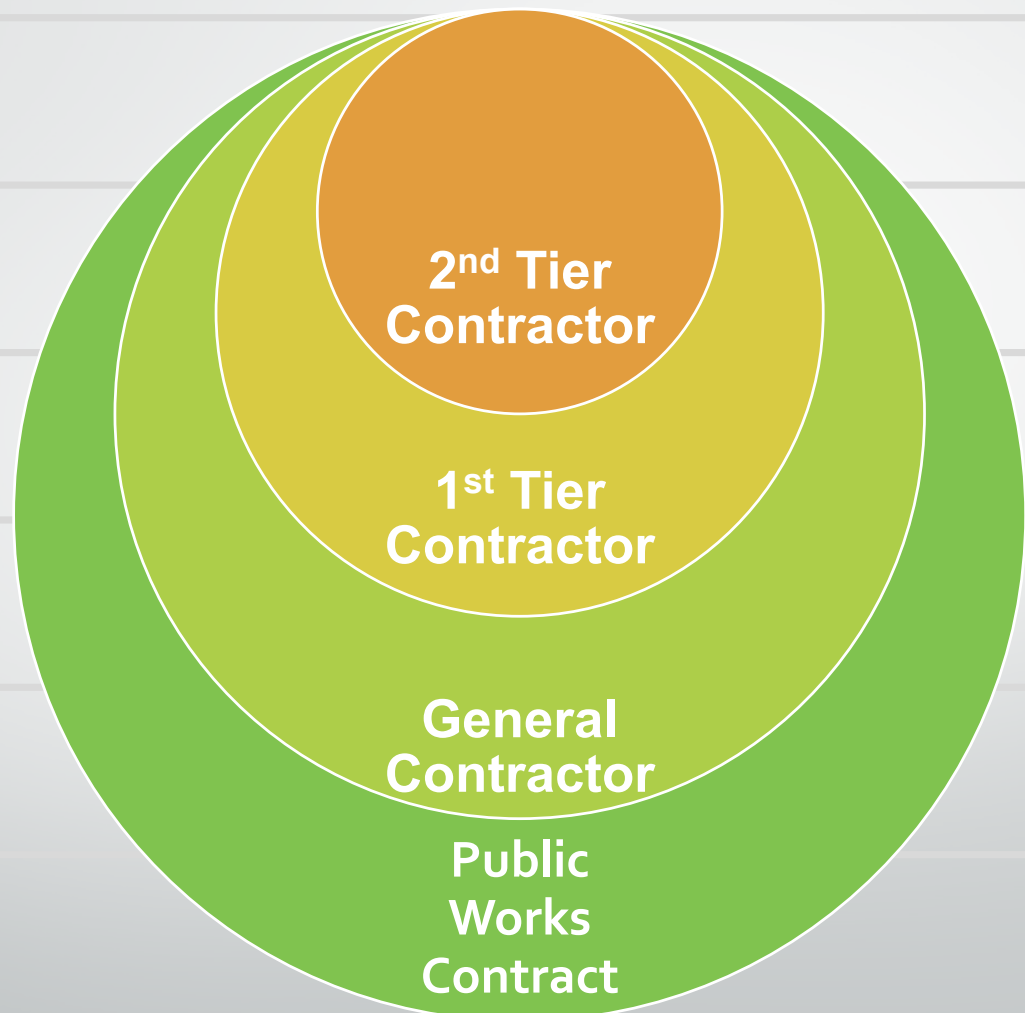 2nd Tier
Contractor
1st Tier
Contractor
General
Contractor
Public
Works
Contract